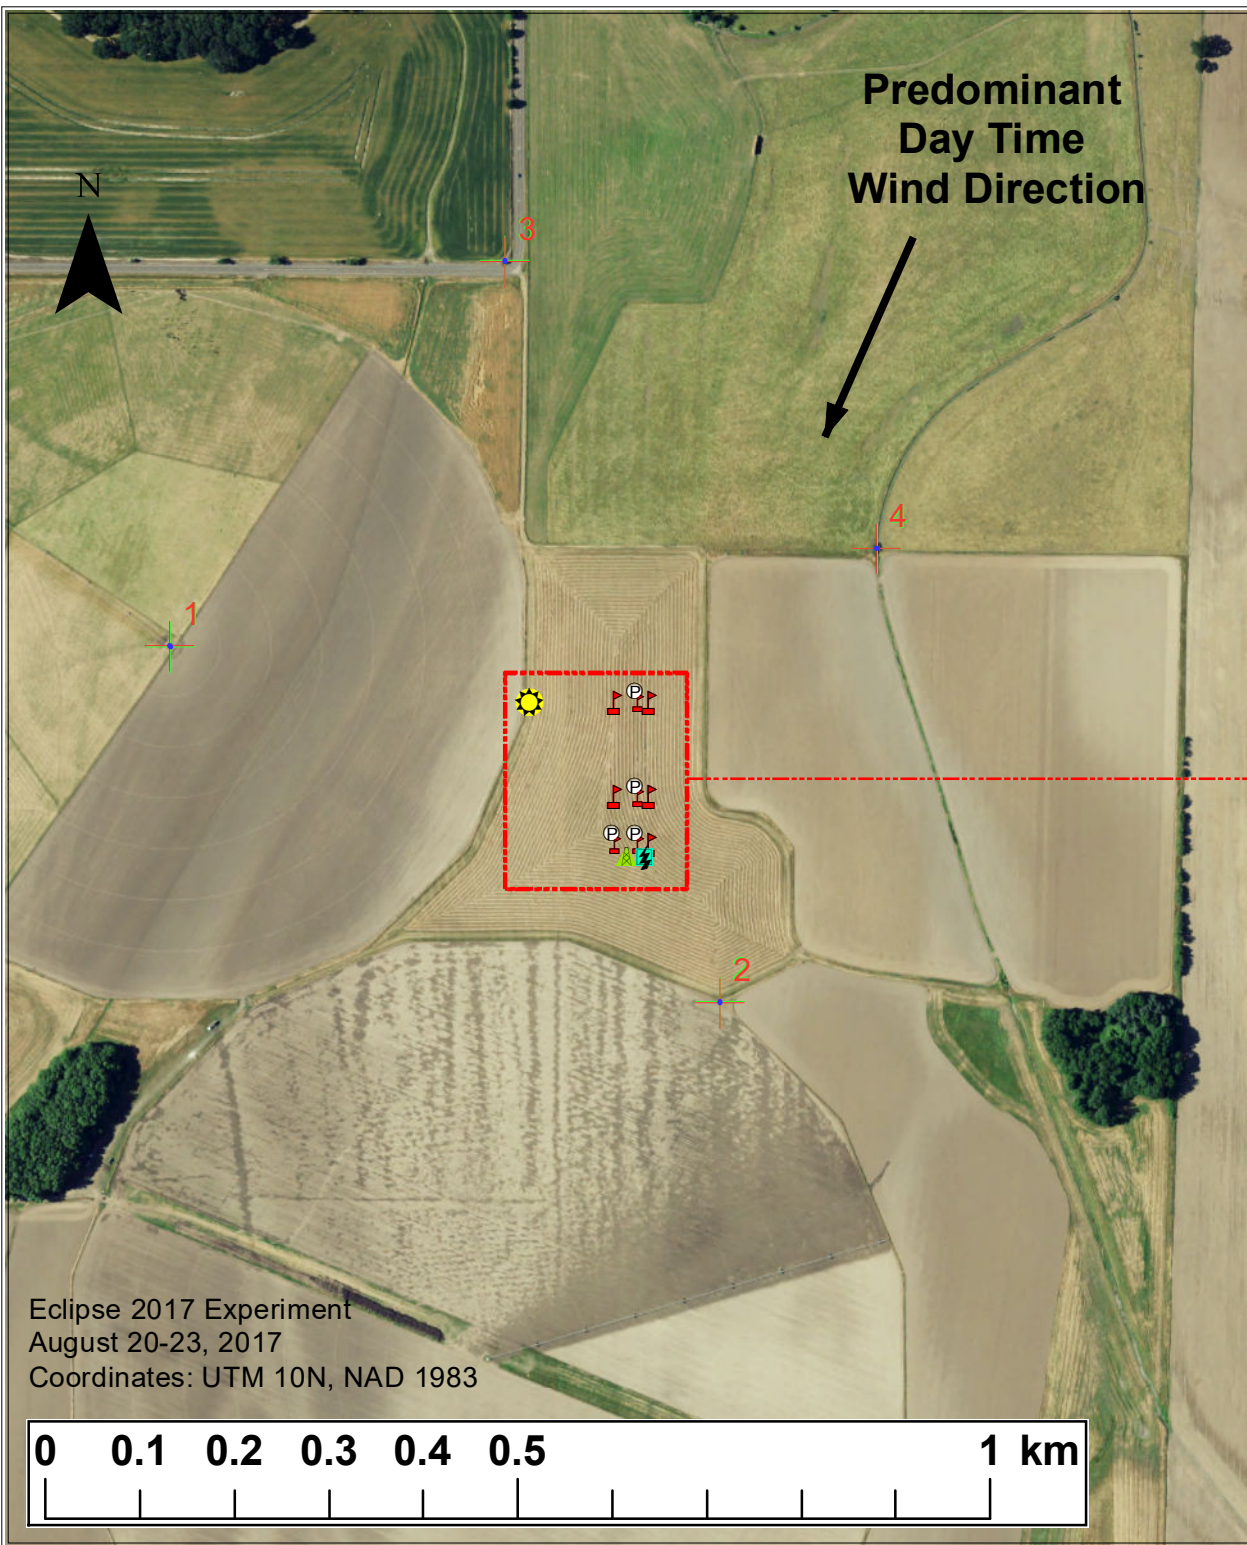 Predominant
Day Time
Wind Direction
N
3
4
1
P
P
P P
2
Eclipse 2017 Experiment
August 20-23, 2017
Coordinates: UTM 10N, NAD 1983
0 0.1 0.2 0.3 0.4 0.5 1 km